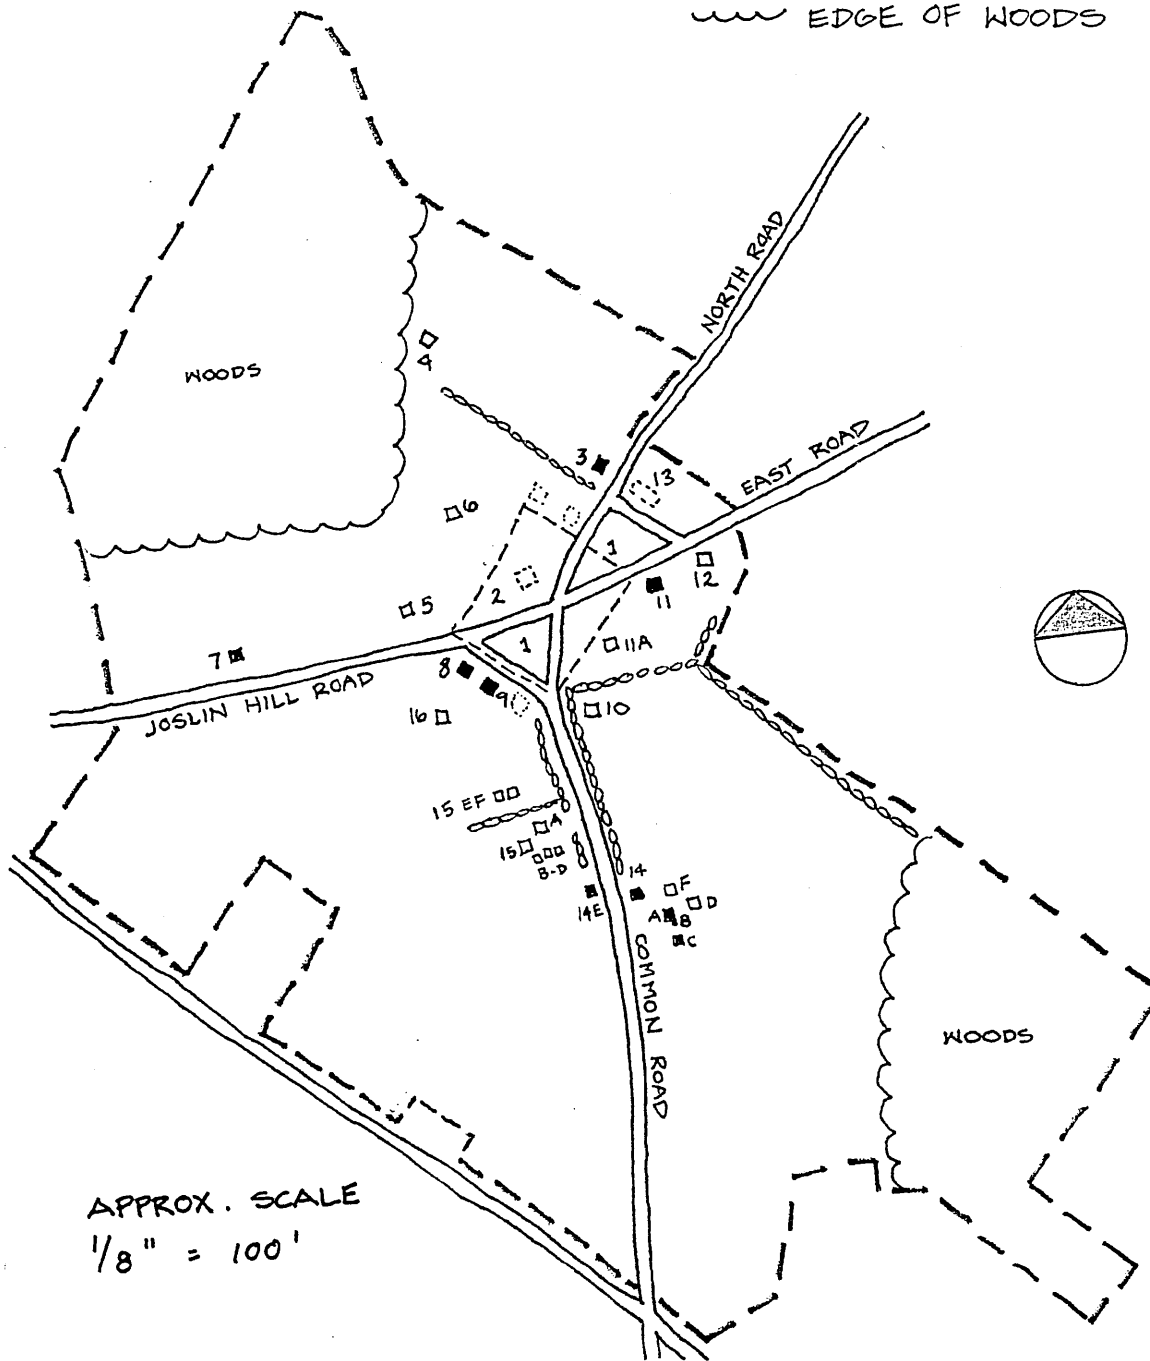 EDGE OF WOODS
NORTH ROAD
WOODS
4
EAST ROAD
3
13
6
1
2
12
11
5
1
11A
7
8
9
JOSLIN HILL ROAD
16
10
15 EF
A
15
B-D
14
F
D
14E
A
B
C
COMMON ROAD
WOODS
APPROX. SCALE
1/8" = 100'